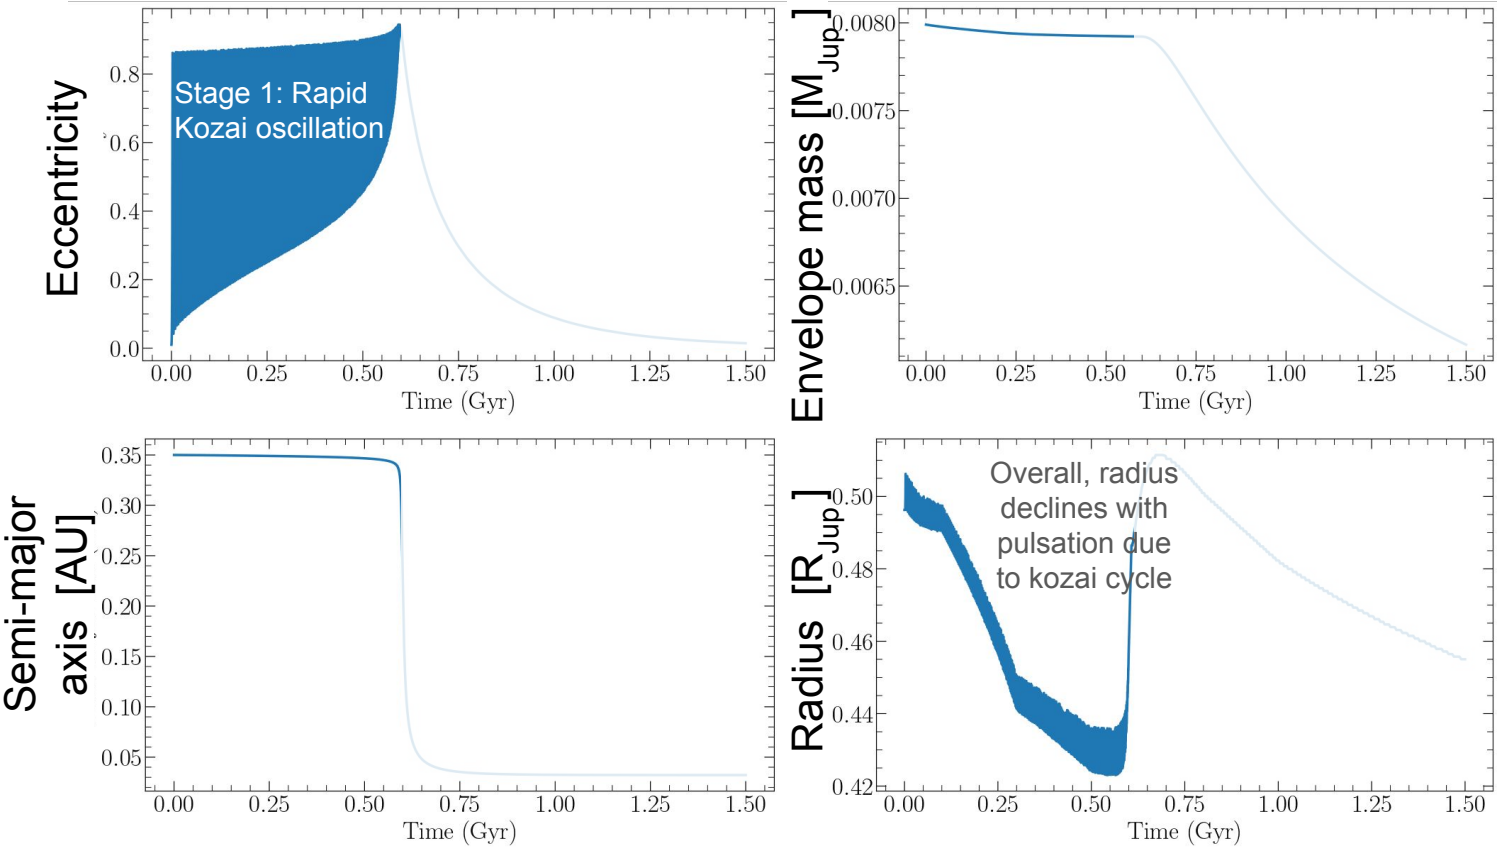 Eccentricity
0.8
0.6
0.4
0.2
0.0
Stage 1: Rapid
Kozai oscillation
0.00 0.25 0.50 0.75 1.00 1.25 1.50
Time (Gyr)
Envelope mass [M_Jup]
0.0080
0.0075
0.0070
0.0065
0.00 0.25 0.50 0.75 1.00 1.25 1.50
Time (Gyr)
Semi-major
axis [AU]
0.35
0.30
0.25
0.20
0.15
0.10
0.05
0.00 0.25 0.50 0.75 1.00 1.25 1.50
Time (Gyr)
Radius [R_Jup]
0.50
0.48
0.46
0.44
0.42
Overall, radius
declines with
pulsation due
to kozai cycle
0.00 0.25 0.50 0.75 1.00 1.25 1.50
Time (Gyr)